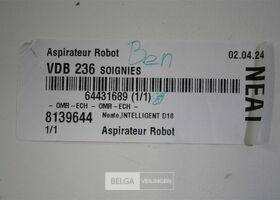 Aspirateur Robot
Ben
02.04.24
VDB 236 SOIGNIES
64431689 (1/1)
- OMR-ECH - OMR-ECH -
8139644 Neato,INTELLIGENT D10
1/1 Aspirateur Robot
NEAT
BELGA VEILINGEN